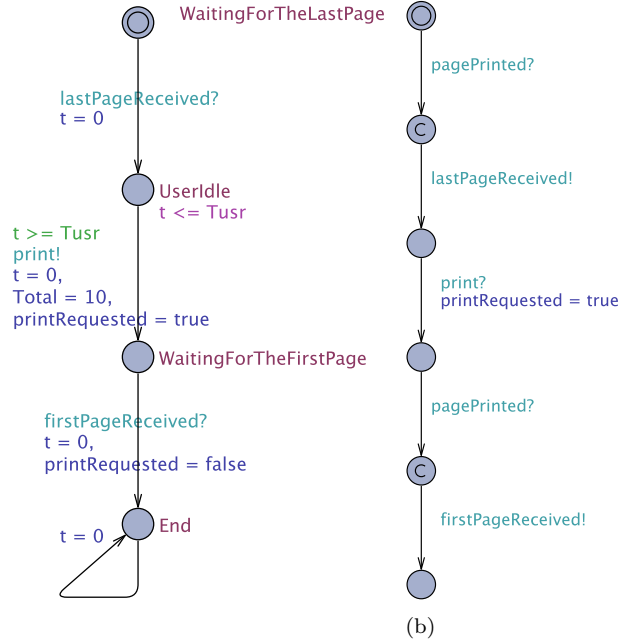 WaitingForTheLastPage
lastPageReceived?
t = 0
UserIdle
t <= Tusr
t >= Tusr
print!
t = 0,
Total = 10,
printRequested = true
WaitingForTheFirstPage
firstPageReceived?
t = 0,
printRequested = false
t = 0
End
pagePrinted?
C
lastPageReceived!
print?
printRequested = true
pagePrinted?
C
firstPageReceived!
(b)